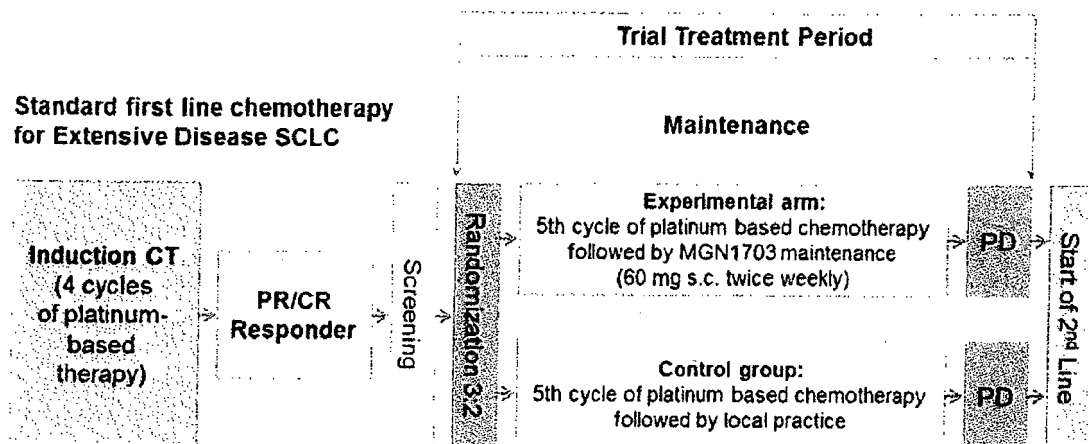 Trial Treatment Period
Standard first line chemotherapy
for Extensive Disease SCLC
Maintenance
Induction CT
(4 cycles
of platinum-
based
therapy)
PR/CR
Responder
Screening
Randomization 3:2
Experimental arm:
5th cycle of platinum based chemotherapy
followed by MGN1703 maintenance
(60 mg s.c. twice weekly)
PD
Control group:
5th cycle of platinum based chemotherapy
followed by local practice
PD
Start of 2nd Line